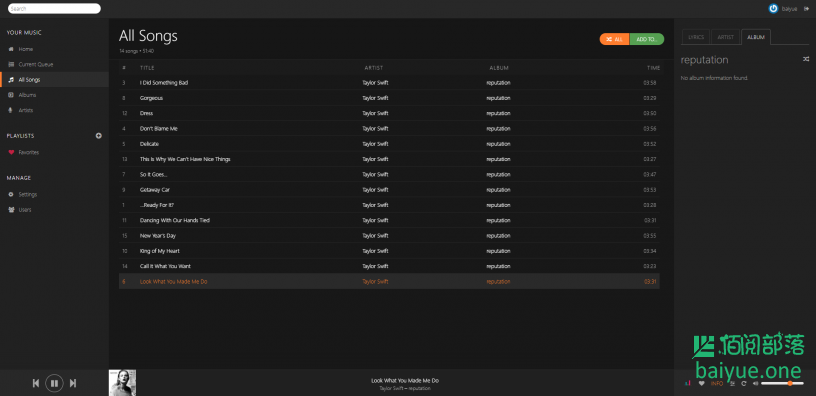 Search
baiyue
YOUR MUSIC
Home
Current Queue
All Songs
Albums
Artists
PLAYLISTS
Favorites
MANAGE
Settings
Users
All Songs
14 songs • 51:40
ALL
ADD TO...
# TITLE ARTIST ALBUM TIME
3 I Did Something Bad Taylor Swift reputation 03:58
8 Gorgeous Taylor Swift reputation 03:29
12 Dress Taylor Swift reputation 03:50
4 Don't Blame Me Taylor Swift reputation 03:56
5 Delicate Taylor Swift reputation 03:52
13 This Is Why We Can't Have Nice Things Taylor Swift reputation 03:27
7 So It Goes... Taylor Swift reputation 03:47
9 Getaway Car Taylor Swift reputation 03:53
1 ...Ready For It? Taylor Swift reputation 03:28
11 Dancing With Our Hands Tied Taylor Swift reputation 03:31
15 New Year's Day Taylor Swift reputation 03:55
10 King of My Heart Taylor Swift reputation 03:34
14 Call It What You Want Taylor Swift reputation 03:23
6 Look What You Made Me Do Taylor Swift reputation 03:31
LYRICS
ARTIST
ALBUM
reputation
No album information found.
Look What You Made Me Do
Taylor Swift – reputation
INFO
佰阅部落
baiyue.one